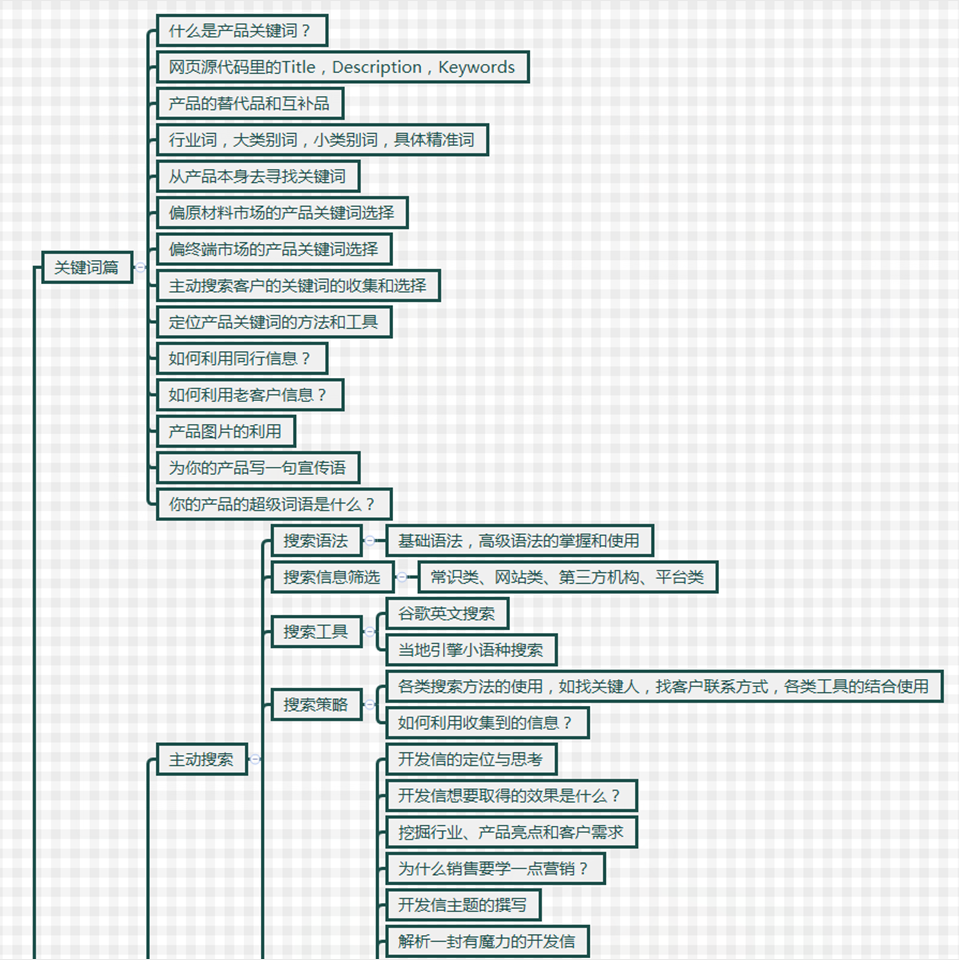 什么是产品关键词？
网页源代码里的Title，Description，Keywords
产品的替代品和互补品
行业词，大类别词，小类别词，具体精准词
从产品本身去寻找关键词
偏原材料市场的产品关键词选择
偏终端市场的产品关键词选择
关键词篇
主动搜索客户的关键词的收集和选择
定位产品关键词的方法和工具
如何利用同行信息？
如何利用老客户信息？
产品图片的利用
为你的产品写一句宣传语
你的产品的超级词语是什么？
搜索语法
基础语法，高级语法的掌握和使用
搜索信息筛选
常识类、网站类、第三方机构、平台类
搜索工具
谷歌英文搜索
当地引擎小语种搜索
搜索策略
各类搜索方法的使用，如找关键人，找客户联系方式，各类工具的结合使用
如何利用收集到的信息？
主动搜索
开发信的定位与思考
开发信想要取得的效果是什么？
挖掘行业、产品亮点和客户需求
为什么销售要学一点营销？
开发信主题的撰写
解析一封有魔力的开发信